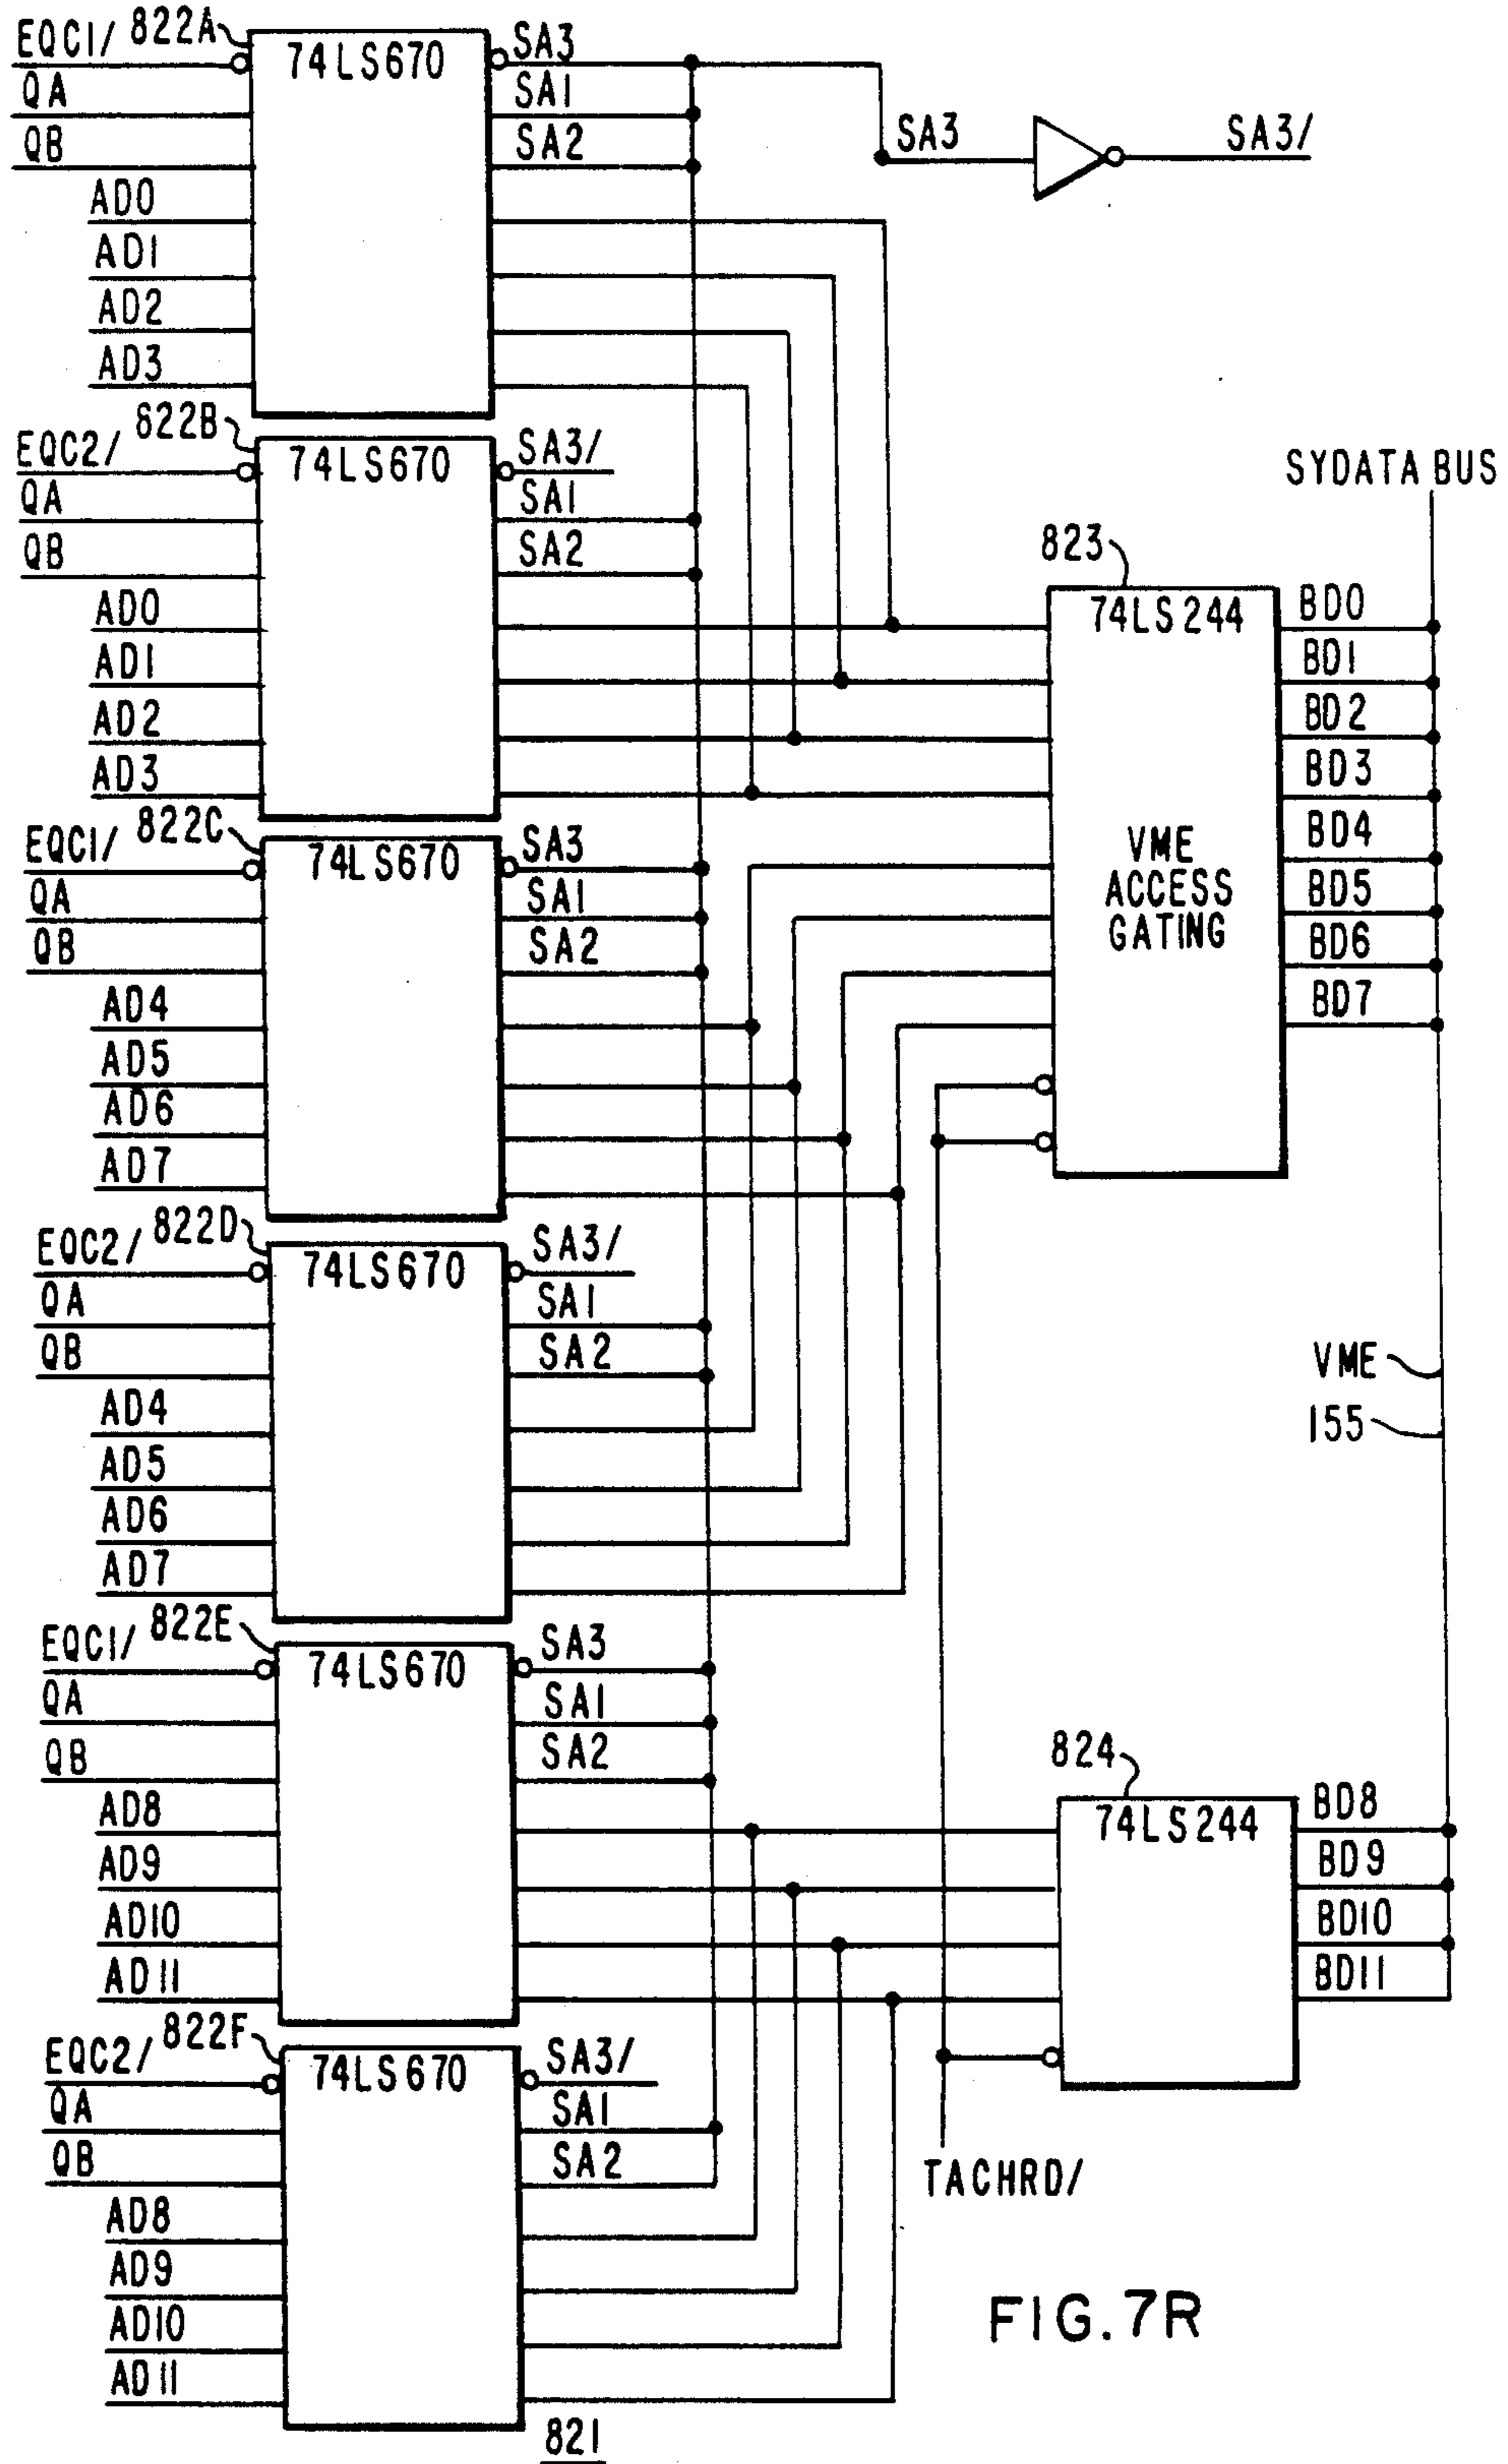 EQC1/ 822A 74LS670 SA3
QA SA1
QB SA2
SA3 SA3/
AD0
AD1
AD2
AD3
EQC2/ 822B 74LS670 SA3/
QA SA1
QB SA2
AD0
AD1
AD2
AD3
SYDATA BUS
823
74LS244
VME
ACCESS
GATING
BD0
BD1
BD2
BD3
BD4
BD5
BD6
BD7
EQC1/ 822C 74LS670 SA3
QA SA1
QB SA2
AD4
AD5
AD6
AD7
EQC2/ 822D 74LS670 SA3/
QA SA1
QB SA2
AD4
AD5
AD6
AD7
VME
155
EQC1/ 822E 74LS670 SA3
QA SA1
QB SA2
AD8
AD9
AD10
AD11
824
74LS244
BD8
BD9
BD10
BD11
EQC2/ 822F 74LS670 SA3/
QA SA1
QB SA2
AD8
AD9
AD10
AD11
TACHRD/
FIG. 7R
821